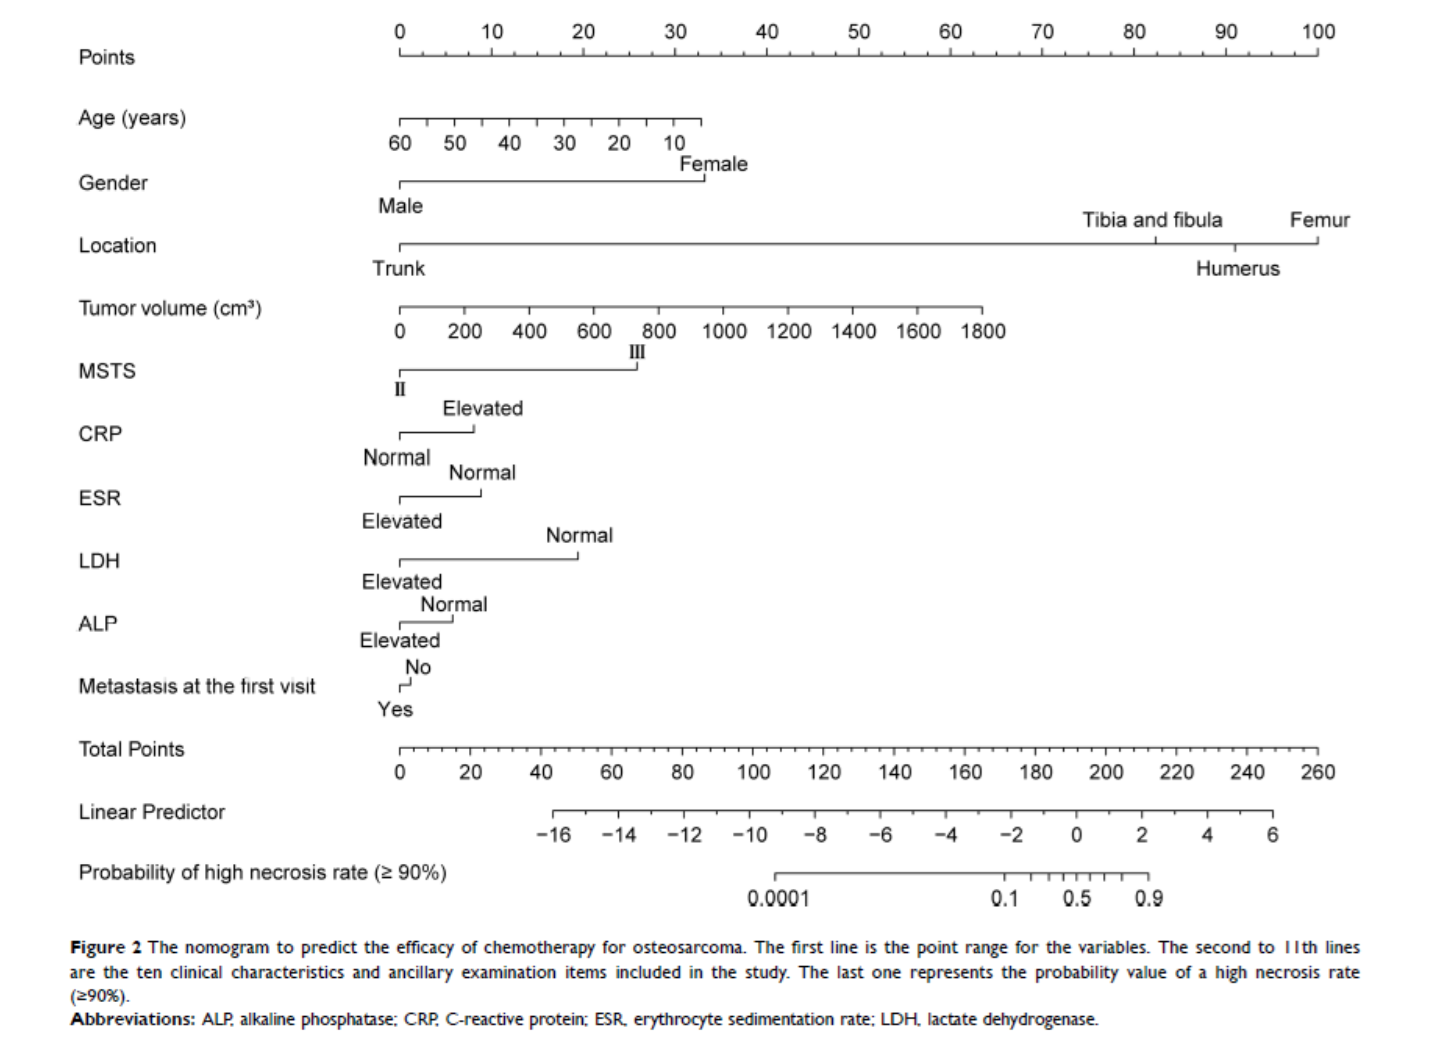 0 10 20 30 40 50 60 70 80 90 100
Points
Age (years)
60 50 40 30 20 10
Female
Gender
Male
Tibia and fibula Femur
Location
Trunk Humerus
Tumor volume (cm³)
0 200 400 600 800 1000 1200 1400 1600 1800
III
MSTS
II
Elevated
CRP
Normal
Normal
ESR
Elevated
Normal
LDH
Elevated
Normal
ALP
Elevated
No
Metastasis at the first visit
Yes
Total Points
0 20 40 60 80 100 120 140 160 180 200 220 240 260
Linear Predictor
−16 −14 −12 −10 −8 −6 −4 −2 0 2 4 6
Probability of high necrosis rate (≥ 90%)
0.0001 0.1 0.5 0.9
Figure 2 The nomogram to predict the efficacy of chemotherapy for osteosarcoma. The first line is the point range for the variables. The second to 11th lines
are the ten clinical characteristics and ancillary examination items included in the study. The last one represents the probability value of a high necrosis rate
(≥90%).
Abbreviations: ALP, alkaline phosphatase; CRP, C-reactive protein; ESR, erythrocyte sedimentation rate; LDH, lactate dehydrogenase.